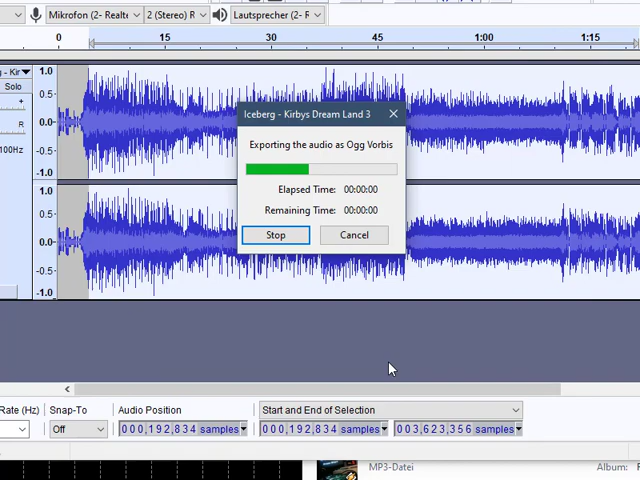 Mikrofon (2- Realte
2 (Stereo) R
Lautsprecher (2- R
0 15 30 45 1:00 1:15
g - Kir
1.0
Solo
0.5
0.0
R
100Hz
-0.5
-1.0
1.0
0.5
0.0
-0.5
-1.0
Iceberg - Kirbys Dream Land 3
Exporting the audio as Ogg Vorbis
Elapsed Time: 00:00:00
Remaining Time: 00:00:00
Stop Cancel
Rate (Hz) Snap-To Audio Position Start and End of Selection
Off 000,192,834 samples 000,192,834 samples 003,623,356 samples
MP3-Datei Album: